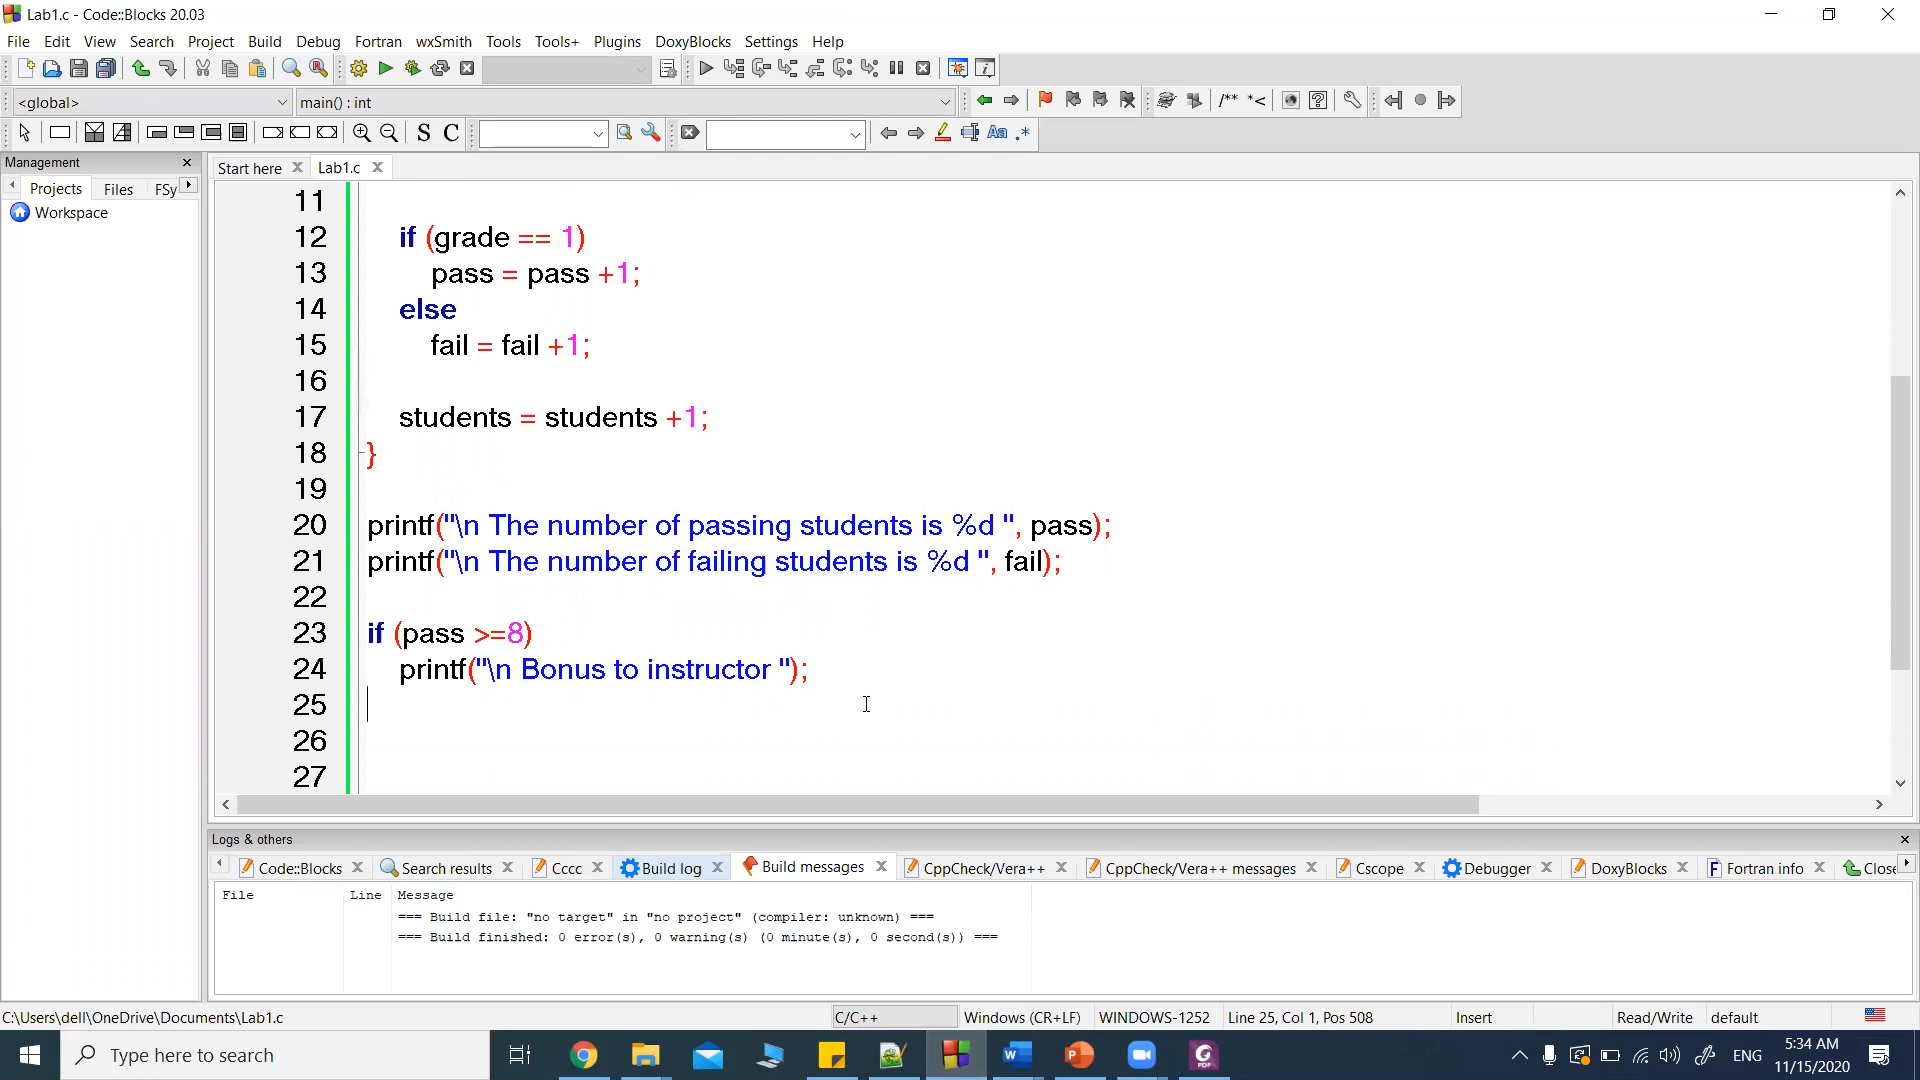 Lab1.c - Code::Blocks 20.03
File Edit View Search Project Build Debug Fortran wxSmith Tools Tools+ Plugins DoxyBlocks Settings Help
<global> main() : int /** *<
S C Aa .*
Management
Start here Lab1.c
Projects Files FSy
Workspace
11
12 if (grade == 1)
13 pass = pass +1;
14 else
15 fail = fail +1;
16
17 students = students +1;
18 }
19
20 printf("\n The number of passing students is %d ", pass);
21 printf("\n The number of failing students is %d ", fail);
22
23 if (pass >=8)
24 printf("\n Bonus to instructor ");
25
26
27
Logs & others
Code::Blocks Search results Cccc Build log Build messages CppCheck/Vera++ CppCheck/Vera++ messages Cscope Debugger DoxyBlocks Fortran info Close
File Line Message
=== Build file: "no target" in "no project" (compiler: unknown) ===
=== Build finished: 0 error(s), 0 warning(s) (0 minute(s), 0 second(s)) ===
C:\Users\dell\OneDrive\Documents\Lab1.c C/C++ Windows (CR+LF) WINDOWS-1252 Line 25, Col 1, Pos 508 Insert Read/Write default
Type here to search ENG 5:34 AM
11/15/2020